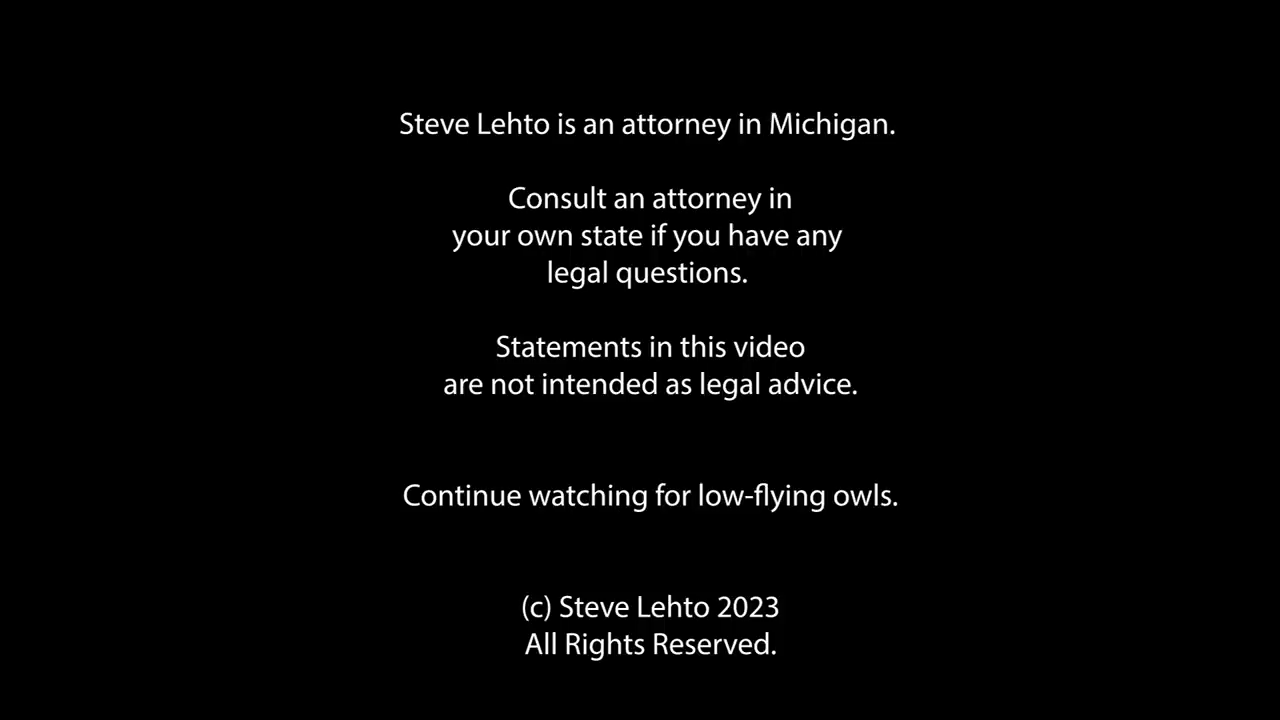 Steve Lehto is an attorney in Michigan.
Consult an attorney in
your own state if you have any
legal questions.
Statements in this video
are not intended as legal advice.
Continue watching for low-flying owls.
(c) Steve Lehto 2023
All Rights Reserved.